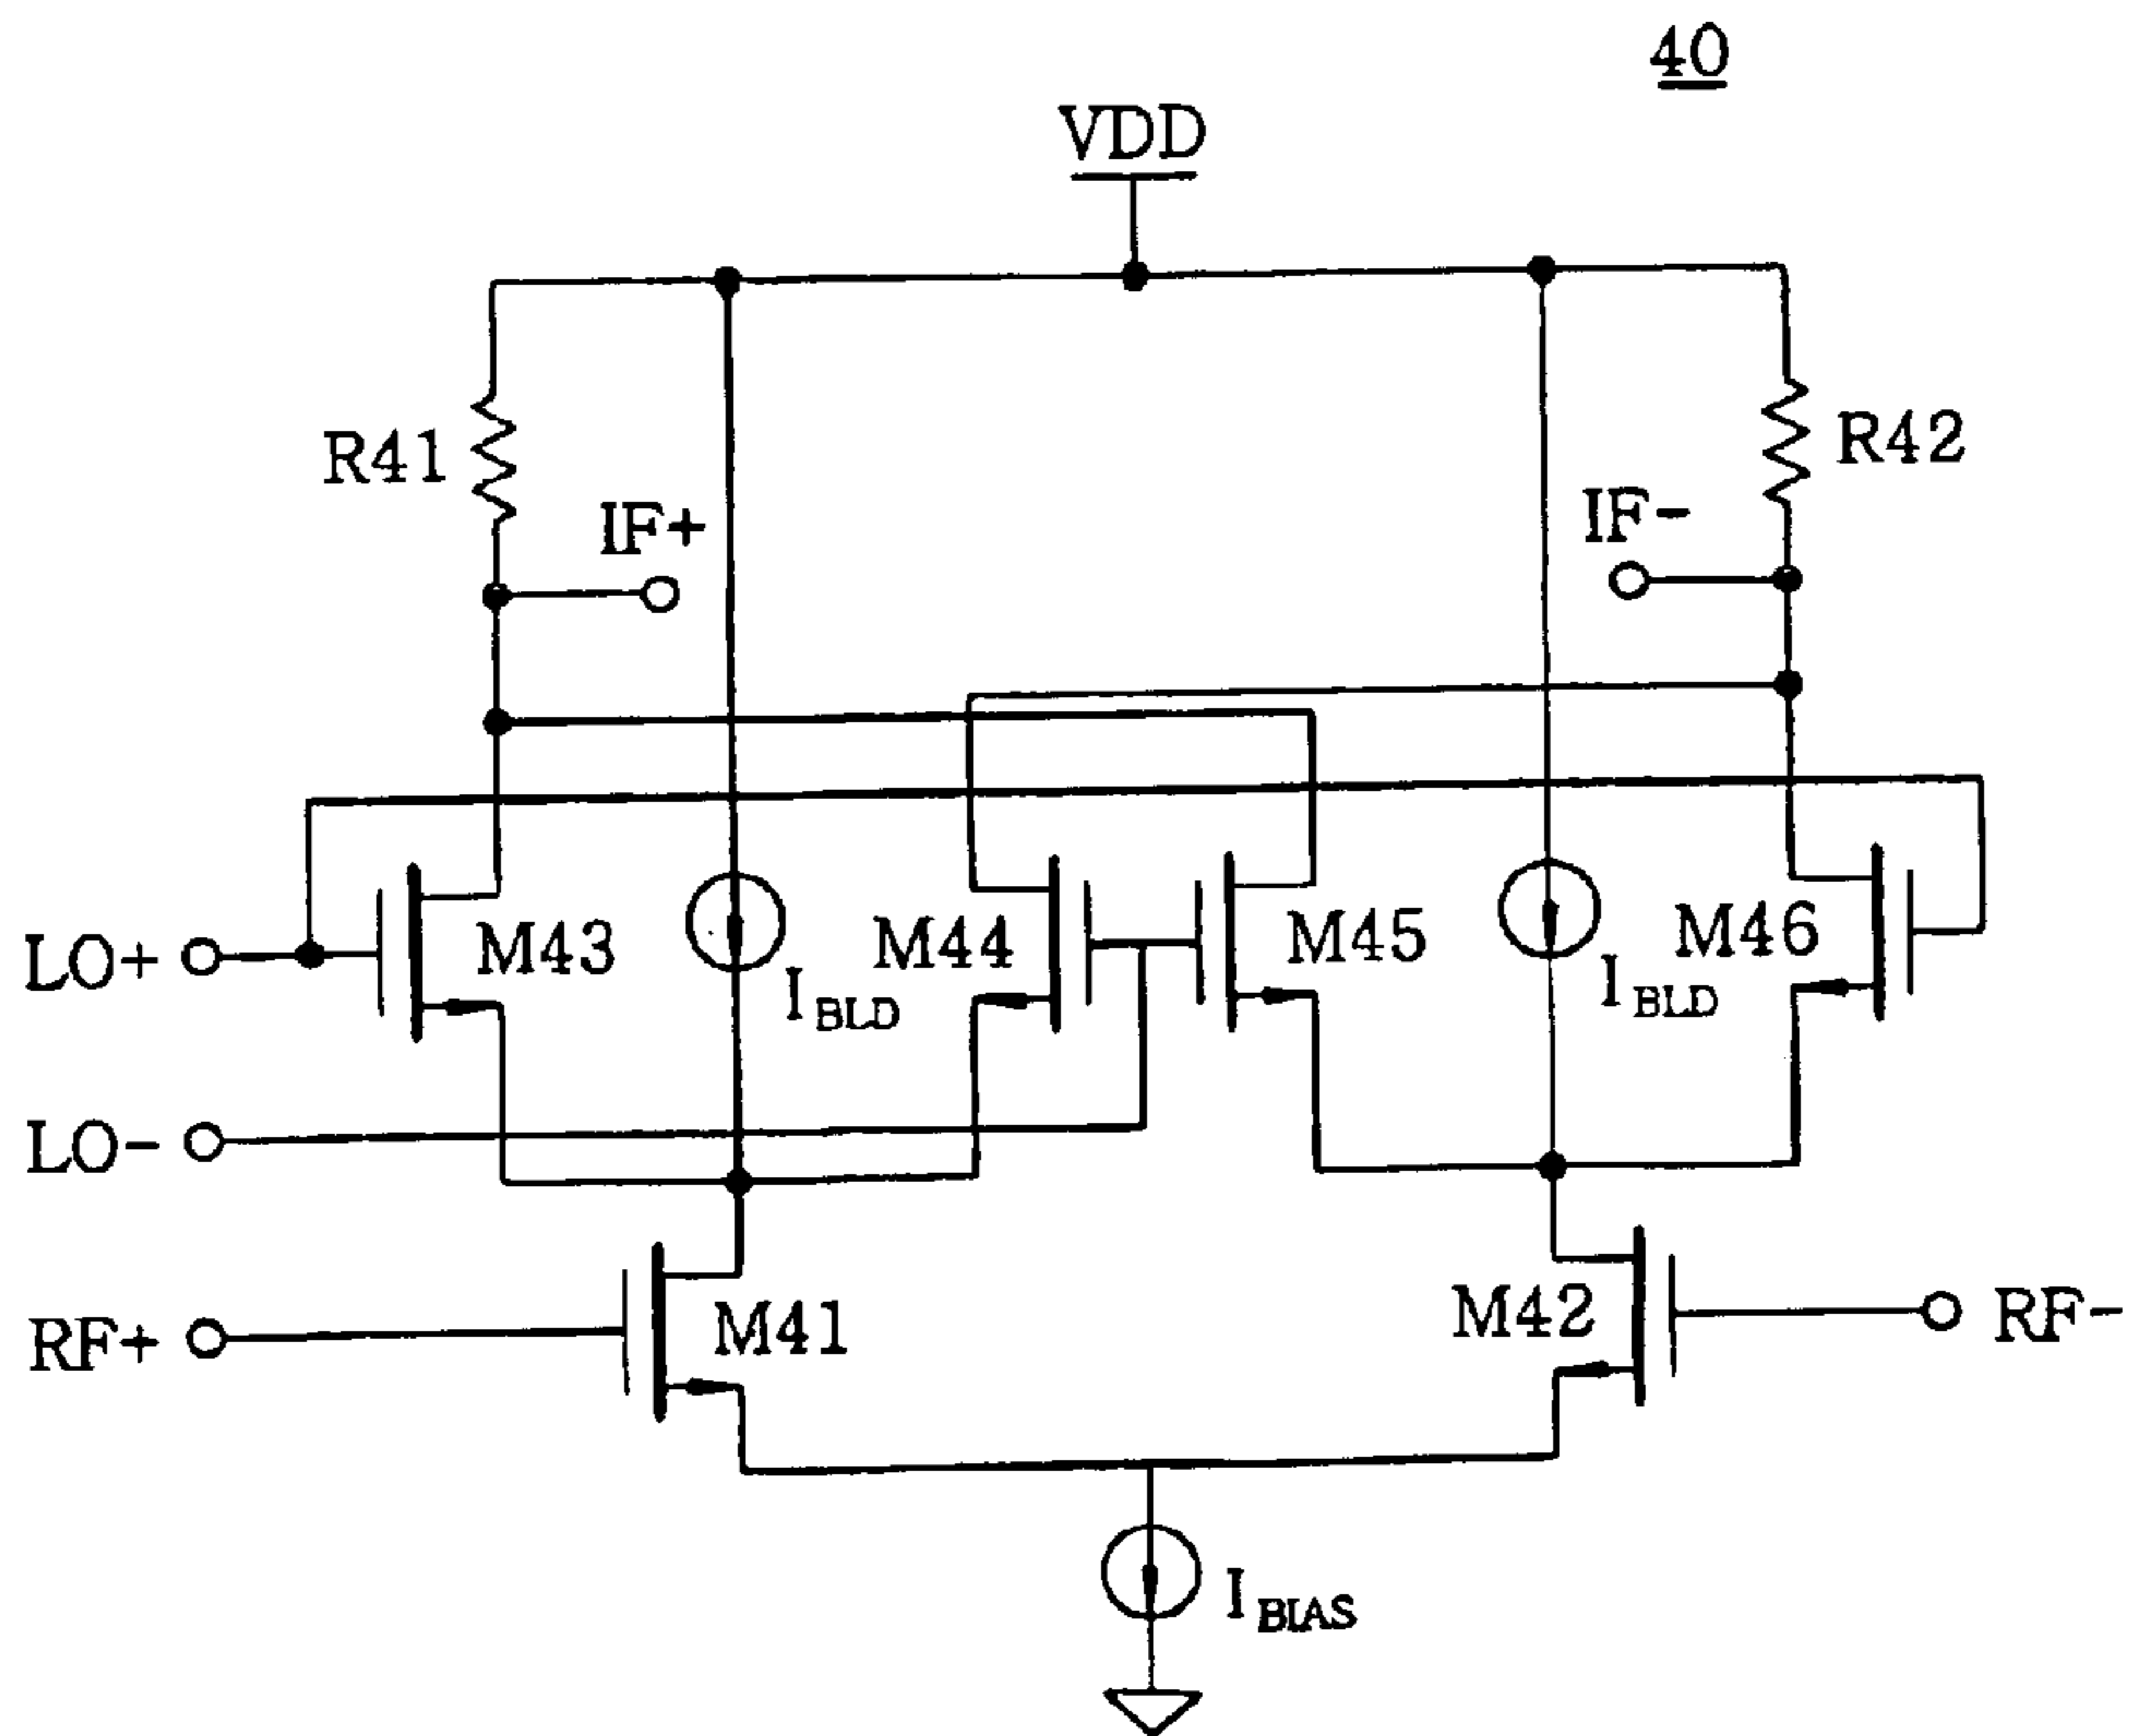 40
VDD
R41
R42
IF+
IF-
M43
M44
M45
M46
LO+
I BLD
I BLD
LO-
RF+
M41
M42
RF-
I BIAS